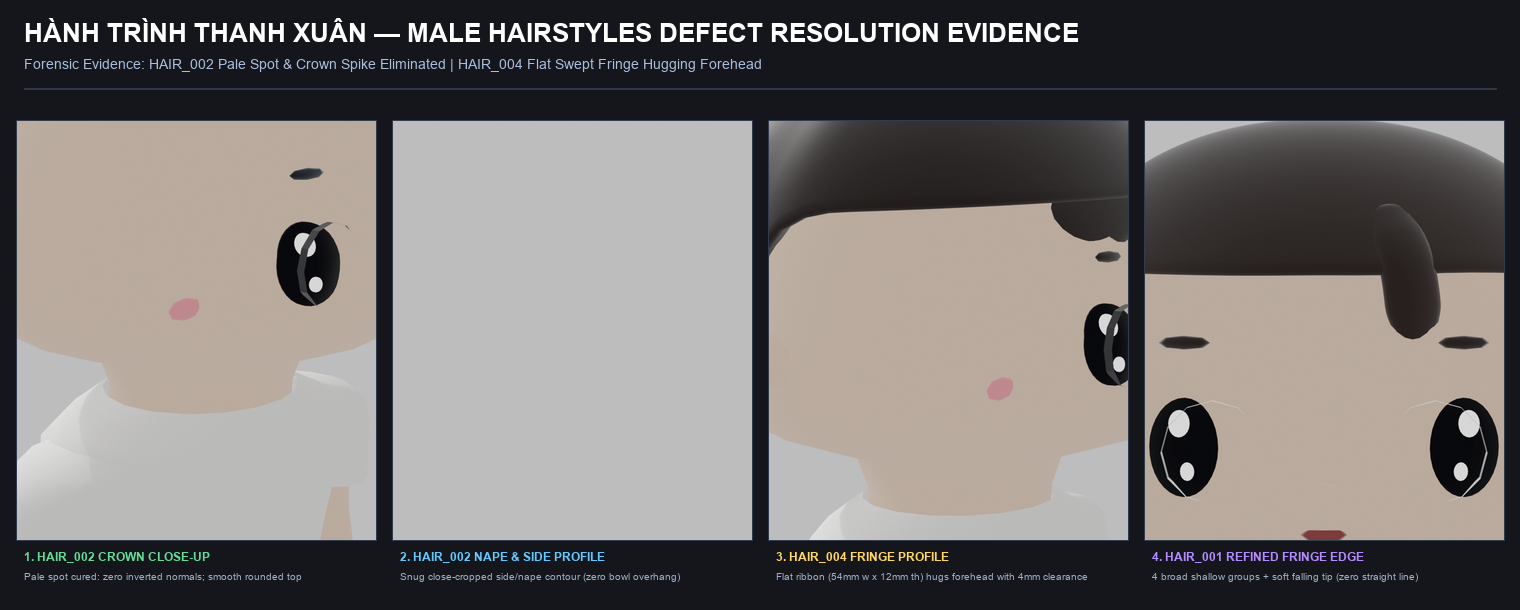 HÀNH TRÌNH THANH XUÂN — MALE HAIRSTYLES DEFECT RESOLUTION EVIDENCE
Forensic Evidence: HAIR_002 Pale Spot & Crown Spike Eliminated | HAIR_004 Flat Swept Fringe Hugging Forehead
1. HAIR_002 CROWN CLOSE-UP
Pale spot cured: zero inverted normals; smooth rounded top
2. HAIR_002 NAPE & SIDE PROFILE
Snug close-cropped side/nape contour (zero bowl overhang)
3. HAIR_004 FRINGE PROFILE
Flat ribbon (54mm w x 12mm th) hugs forehead with 4mm clearance
4. HAIR_001 REFINED FRINGE EDGE
4 broad shallow groups + soft falling tip (zero straight line)